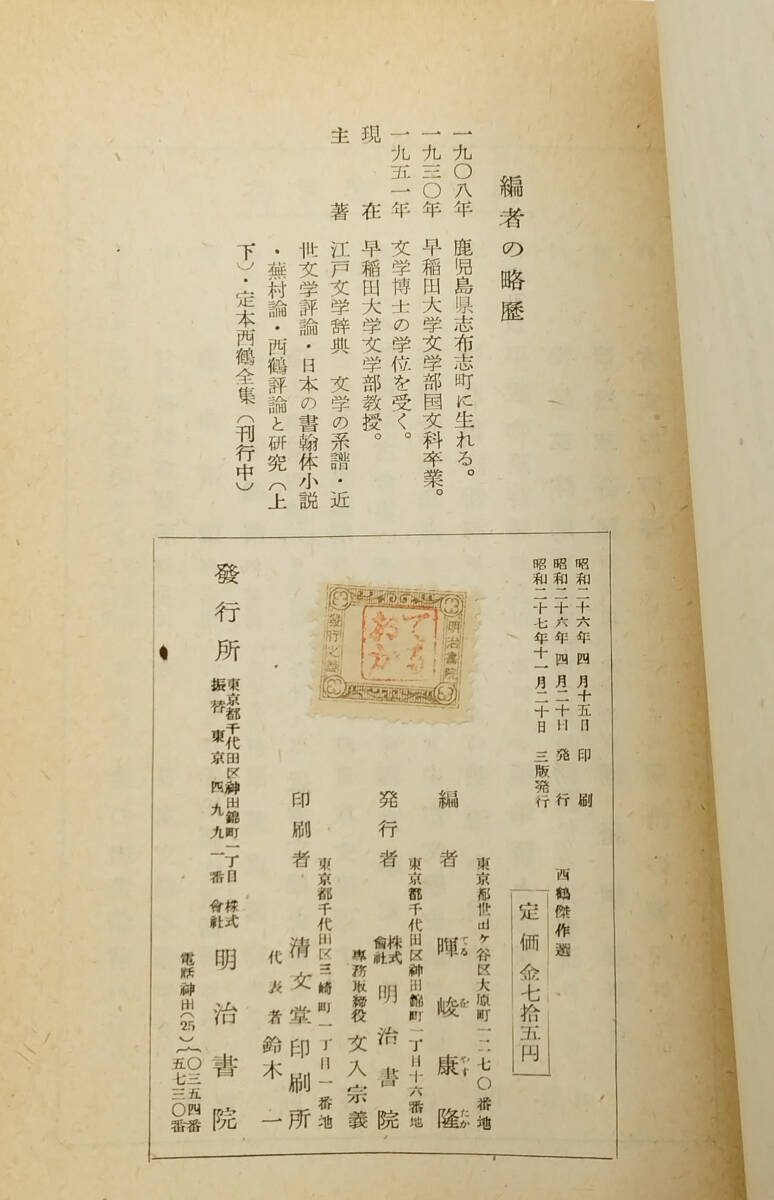 編者の略歴
一九〇八年　鹿児島県志布志町に生れる。
一九三〇年　早稲田大学文学部国文科卒業。
一九五一年　文学博士の学位を受く。
現在　早稲田大学文学部教授。
主著　江戸文学辞典　文学の系譜・近
世文学評論・日本の書翰体小説
・蕪村論・西鶴評論と研究（上
下）・定本西鶴全集（刊行中）
昭和二十六年四月十五日　印刷
昭和二十六年四月二十日　発行
昭和二十七年十一月二十日　三版発行
西鶴傑作選
定価　金七拾五円
東京都世田ヶ谷区大原町一二七〇番地
編者　暉峻康隆
てるをやすたか
東京都千代田区神田錦町一丁目十六番地
発行者　株式會社　明治書院
専務取締役　文入宗義
東京都千代田区三崎町一丁目一番地
印刷者　清文堂印刷所
代表者　鈴木一
明治書院
てるおか
發行之證
發行所
東京都千代田区神田錦町一丁目
振替東京四九九一番
株式會社　明治書院
電話神田(25)｛〇三五四番
五七三〇番